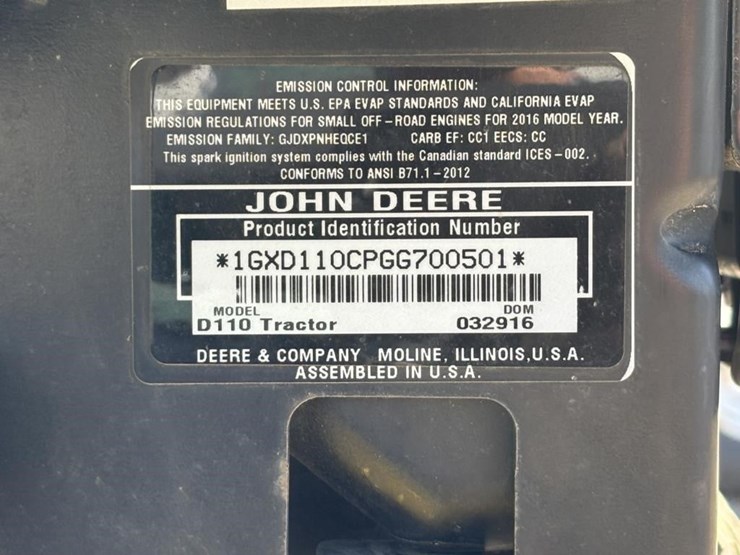 EMISSION CONTROL INFORMATION:
THIS EQUIPMENT MEETS U.S. EPA EVAP STANDARDS AND CALIFORNIA EVAP
EMISSION REGULATIONS FOR SMALL OFF-ROAD ENGINES FOR 2016 MODEL YEAR.
EMISSION FAMILY: GJDXPNHEQCE1 CARB EF: CC1 EECS: CC
This spark ignition system complies with the Canadian standard ICES-002.
CONFORMS TO ANSI B71.1-2012
JOHN DEERE
Product Identification Number
*1GXD110CPGG700501*
MODEL DOM
D110 Tractor 032916
DEERE & COMPANY MOLINE, ILLINOIS, U.S.A.
ASSEMBLED IN U.S.A.